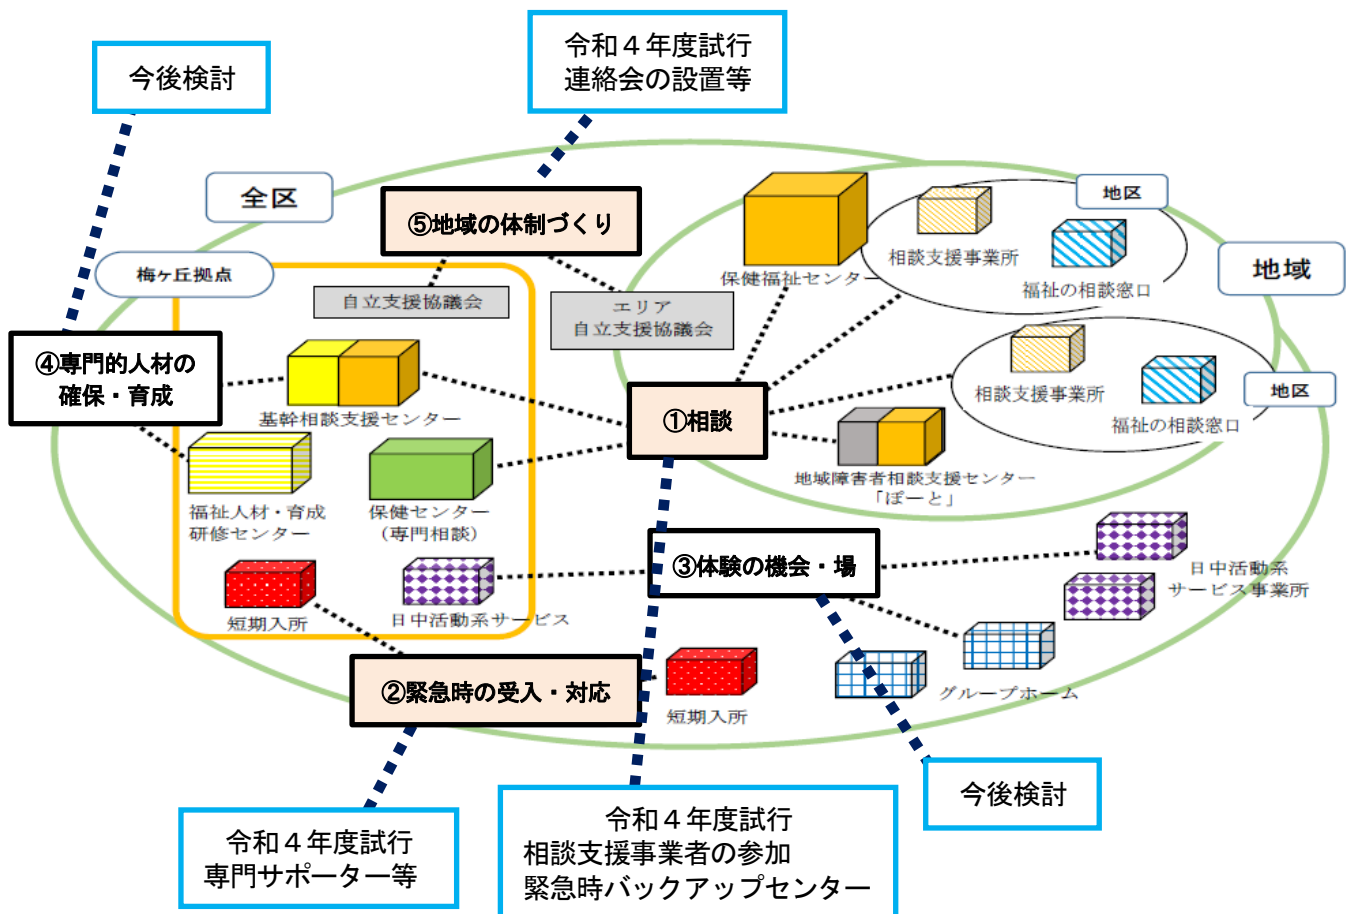 今後検討
令和４年度試行
連絡会の設置等
全区
⑤地域の体制づくり
地区
相談支援事業所
福祉の相談窓口
保健福祉センター
地域
梅ヶ丘拠点
自立支援協議会
エリア
自立支援協議会
④専門的人材の
確保・育成
基幹相談支援センター
①相談
相談支援事業所
福祉の相談窓口
地区
福祉人材・育成
研修センター
保健センター
（専門相談）
地域障害者相談支援センター
「ぽーと」
③体験の機会・場
日中活動系
サービス事業所
短期入所
日中活動系サービス
②緊急時の受入・対応
短期入所
グループホーム
今後検討
令和４年度試行
専門サポーター等
令和４年度試行
相談支援事業者の参加
緊急時バックアップセンター